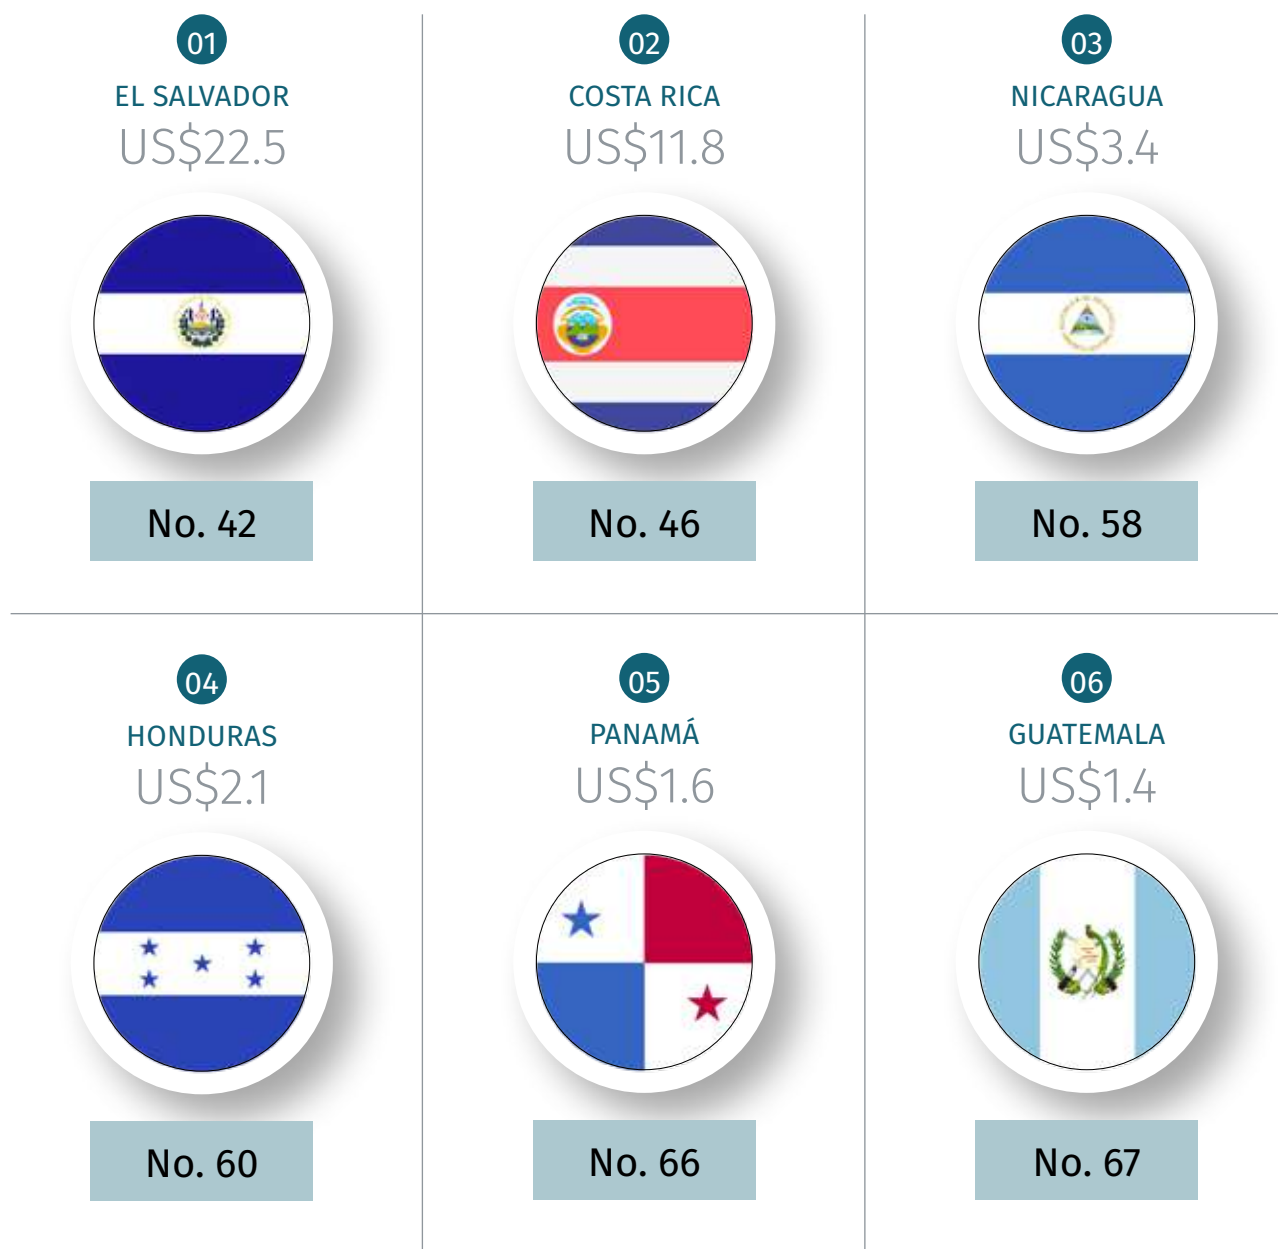 01
EL SALVADOR
US$22.5
No. 42
02
COSTA RICA
US$11.8
No. 46
03
NICARAGUA
US$3.4
No. 58
04
HONDURAS
US$2.1
No. 60
05
PANAMÁ
US$1.6
No. 66
06
GUATEMALA
US$1.4
No. 67